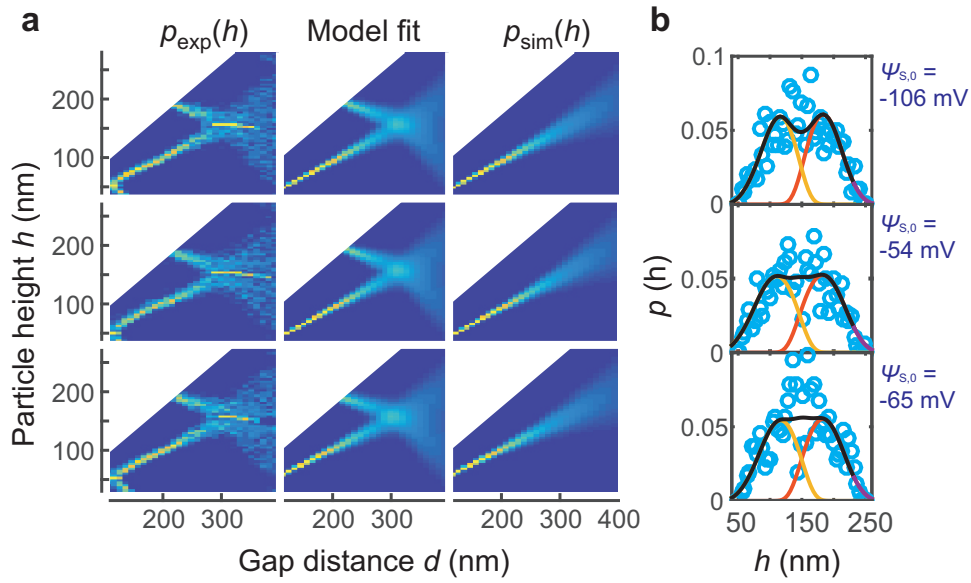 a
p_exp(h) Model fit p_sim(h)
Particle height h (nm)
200
100
200
100
200
100
200 300 200 300 200 300 400
Gap distance d (nm)
b
0.1
0.05
0
0.05
0
0.05
0
p (h)
Ψ_S,0 =
-106 mV
Ψ_S,0 =
-54 mV
Ψ_S,0 =
-65 mV
50 150 250
h (nm)